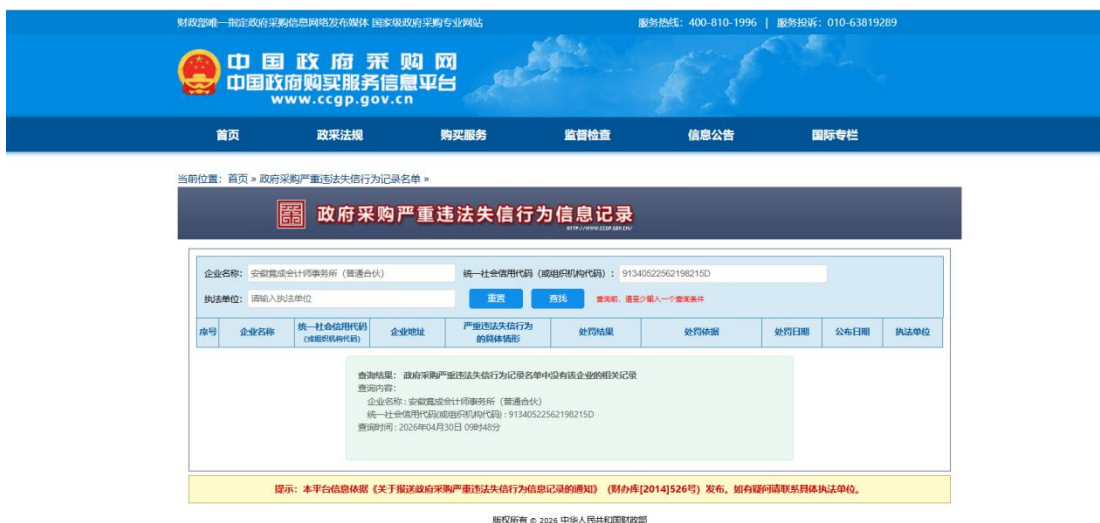 财政部唯一指定政府采购信息网络发布媒体 国家级政府采购专业网站
服务热线：400-810-1996 | 服务投诉：010-63819289
中国政府采购网
中国政府购买服务信息平台
www.ccgp.gov.cn
首页 政采法规 购买服务 监督检查 信息公告 国际专栏
当前位置：首页 » 政府采购严重违法失信行为记录名单 »
政府采购严重违法失信行为信息记录
企业名称： 安徽竟成会计师事务所（普通合伙） 统一社会信用代码（或组织机构代码）： 91340522562198215D
执法单位： 请输入执法单位 重置 查找 查询前，请至少输入一个查询条件
序号 企业名称 统一社会信用代码（或组织机构代码） 企业地址 严重违法失信行为的具体情形 处罚结果 处罚依据 处罚日期 公布日期 执法单位
查询结果： 政府采购严重违法失信行为记录名单中没有该企业的相关记录
查询内容：
企业名称 : 安徽竟成会计师事务所（普通合伙）
统一社会信用代码(或组织机构代码) : 91340522562198215D
查询时间 : 2026年04月30日 09时48分
提示：本平台信息依据《关于报送政府采购严重违法失信行为信息记录的通知》（财办库[2014]526号）发布。如有疑问请联系具体执法单位。
版权所有 © 2026 中华人民共和国财政部